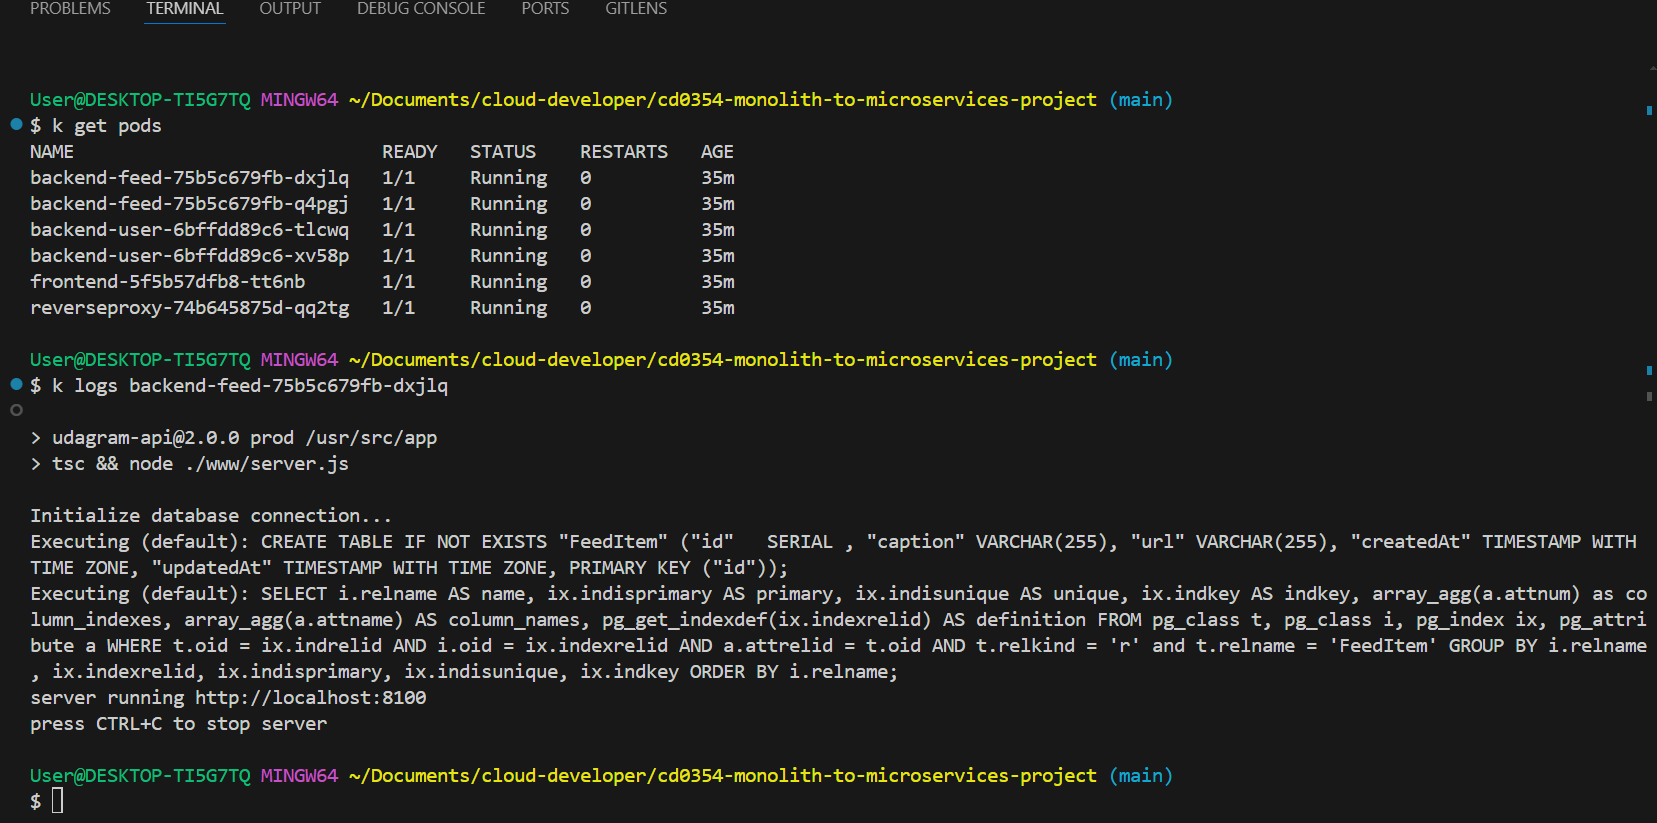 PROBLEMS TERMINAL OUTPUT DEBUG CONSOLE PORTS GITLENS
User@DESKTOP-TI5G7TQ MINGW64 ~/Documents/cloud-developer/cd0354-monolith-to-microservices-project (main)
$ k get pods
NAME READY STATUS RESTARTS AGE
backend-feed-75b5c679fb-dxjlq 1/1 Running 0 35m
backend-feed-75b5c679fb-q4pgj 1/1 Running 0 35m
backend-user-6bffdd89c6-tlcwq 1/1 Running 0 35m
backend-user-6bffdd89c6-xv58p 1/1 Running 0 35m
frontend-5f5b57dfb8-tt6nb 1/1 Running 0 35m
reverseproxy-74b645875d-qq2tg 1/1 Running 0 35m
User@DESKTOP-TI5G7TQ MINGW64 ~/Documents/cloud-developer/cd0354-monolith-to-microservices-project (main)
$ k logs backend-feed-75b5c679fb-dxjlq
> udagram-api@2.0.0 prod /usr/src/app
> tsc && node ./www/server.js
Initialize database connection...
Executing (default): CREATE TABLE IF NOT EXISTS "FeedItem" ("id"   SERIAL , "caption" VARCHAR(255), "url" VARCHAR(255), "createdAt" TIMESTAMP WITH
TIME ZONE, "updatedAt" TIMESTAMP WITH TIME ZONE, PRIMARY KEY ("id"));
Executing (default): SELECT i.relname AS name, ix.indisprimary AS primary, ix.indisunique AS unique, ix.indkey AS indkey, array_agg(a.attnum) as co
lumn_indexes, array_agg(a.attname) AS column_names, pg_get_indexdef(ix.indexrelid) AS definition FROM pg_class t, pg_class i, pg_index ix, pg_attri
bute a WHERE t.oid = ix.indrelid AND i.oid = ix.indexrelid AND a.attrelid = t.oid AND t.relkind = 'r' and t.relname = 'FeedItem' GROUP BY i.relname
, ix.indexrelid, ix.indisprimary, ix.indisunique, ix.indkey ORDER BY i.relname;
server running http://localhost:8100
press CTRL+C to stop server
User@DESKTOP-TI5G7TQ MINGW64 ~/Documents/cloud-developer/cd0354-monolith-to-microservices-project (main)
$